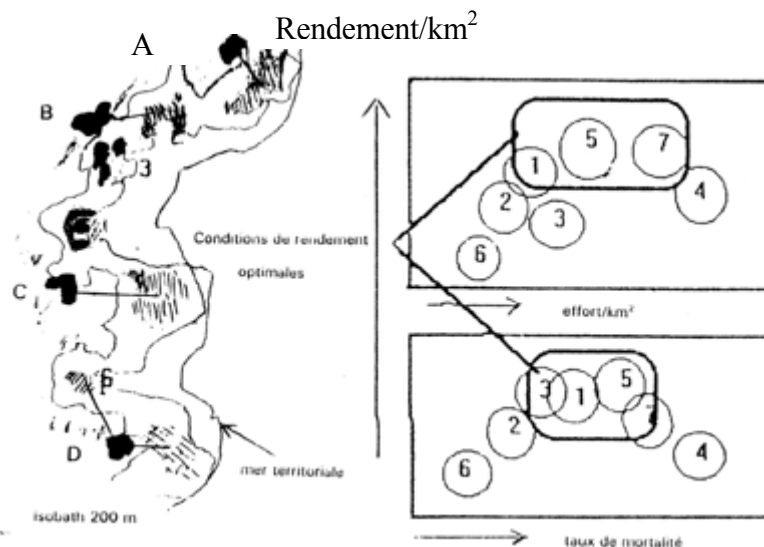 Rendement/km²
A
B
3
Conditions de rendement
optimales
C
D
mer territoriale
isobath 200 m
1
5
7
2
3
4
6
effort/km²
3
1
5
2
4
6
taux de mortalité